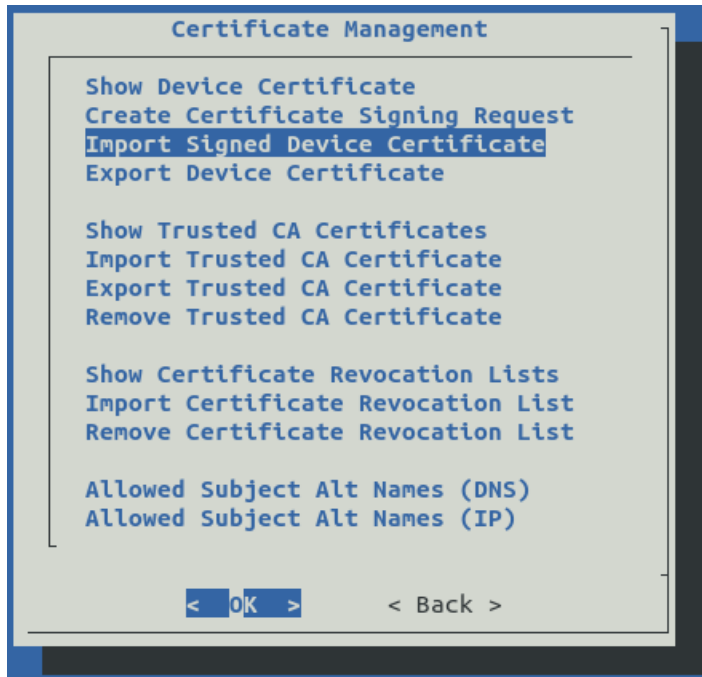 Certificate Management
Show Device Certificate
Create Certificate Signing Request
Import Signed Device Certificate
Export Device Certificate
Show Trusted CA Certificates
Import Trusted CA Certificate
Export Trusted CA Certificate
Remove Trusted CA Certificate
Show Certificate Revocation Lists
Import Certificate Revocation List
Remove Certificate Revocation List
Allowed Subject Alt Names (DNS)
Allowed Subject Alt Names (IP)
< OK > < Back >